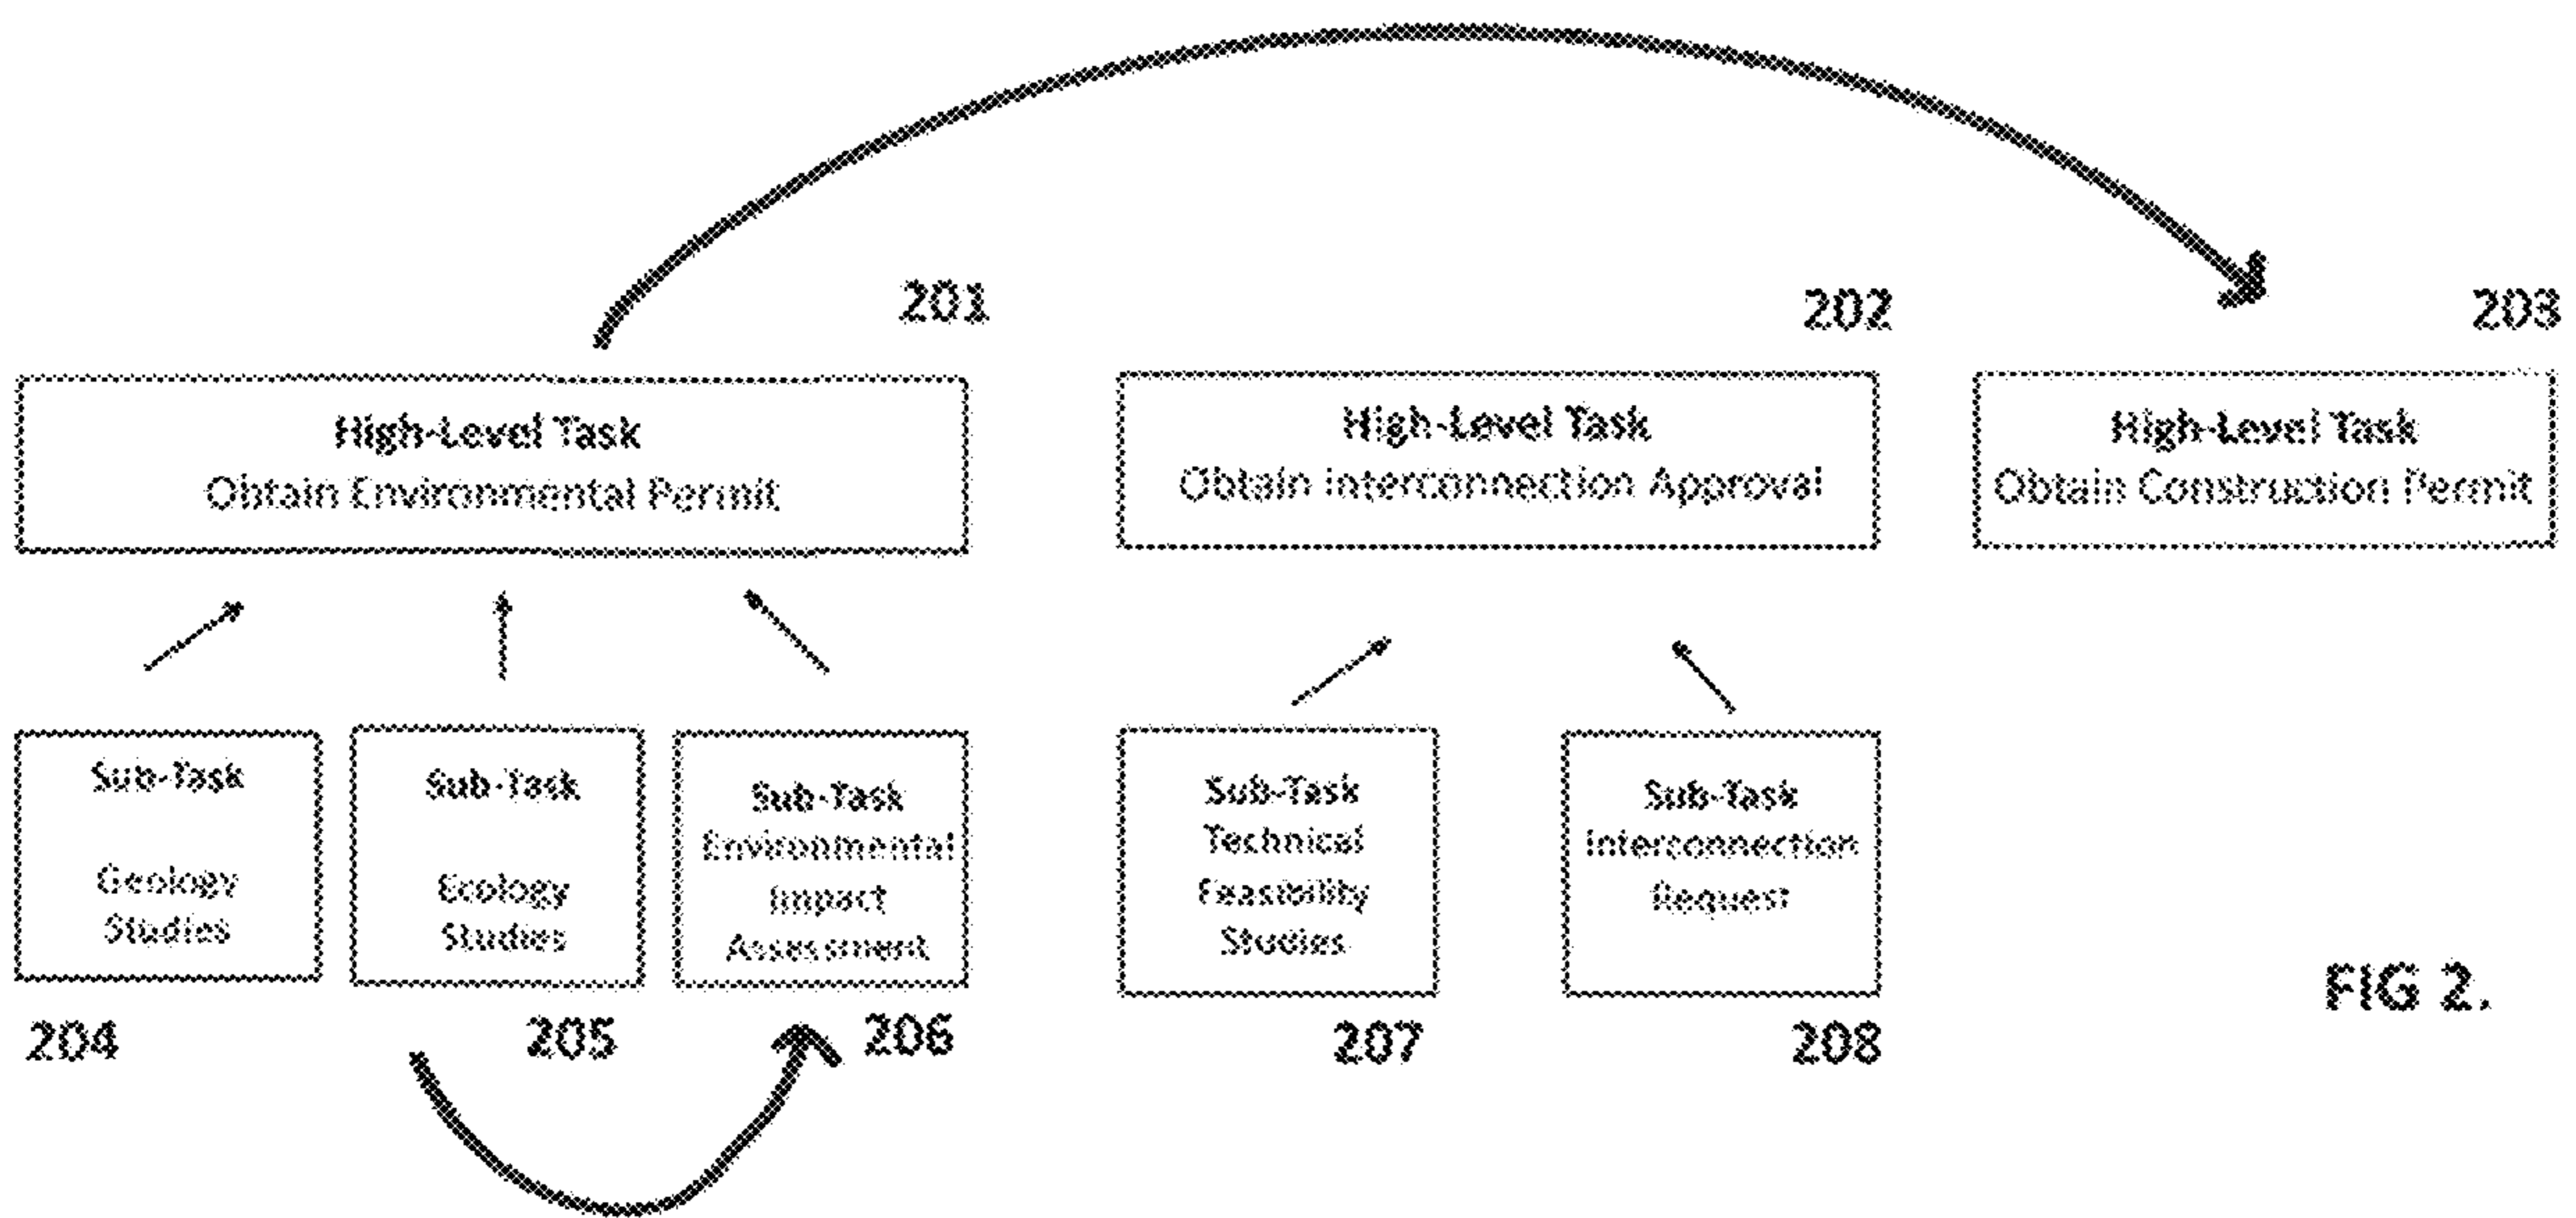 201
202
203
High-Level Task
Obtain Environmental Permit
High-Level Task
Obtain interconnection Approval
High-Level Task
Obtain Construction Permit
Sub-Task
Geology
Studies
Sub-Task
Ecology
Studies
Sub-Task
Environmental
Impact
Assessment
Sub-Task
Technical
Feasibility
Studies
Sub-Task
Interconnection
Request
204
205
206
207
208
FIG 2.